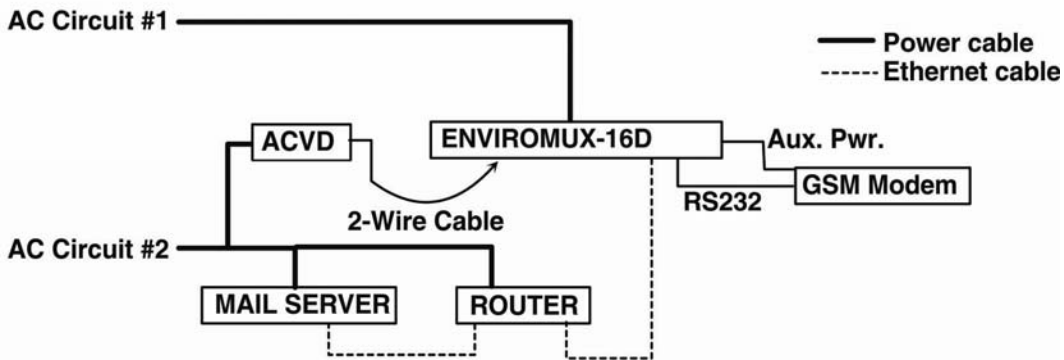 AC Circuit #1
Power cable
Ethernet cable
ACVD
ENVIROMUX-16D
Aux. Pwr.
GSM Modem
RS232
2-Wire Cable
AC Circuit #2
MAIL SERVER
ROUTER